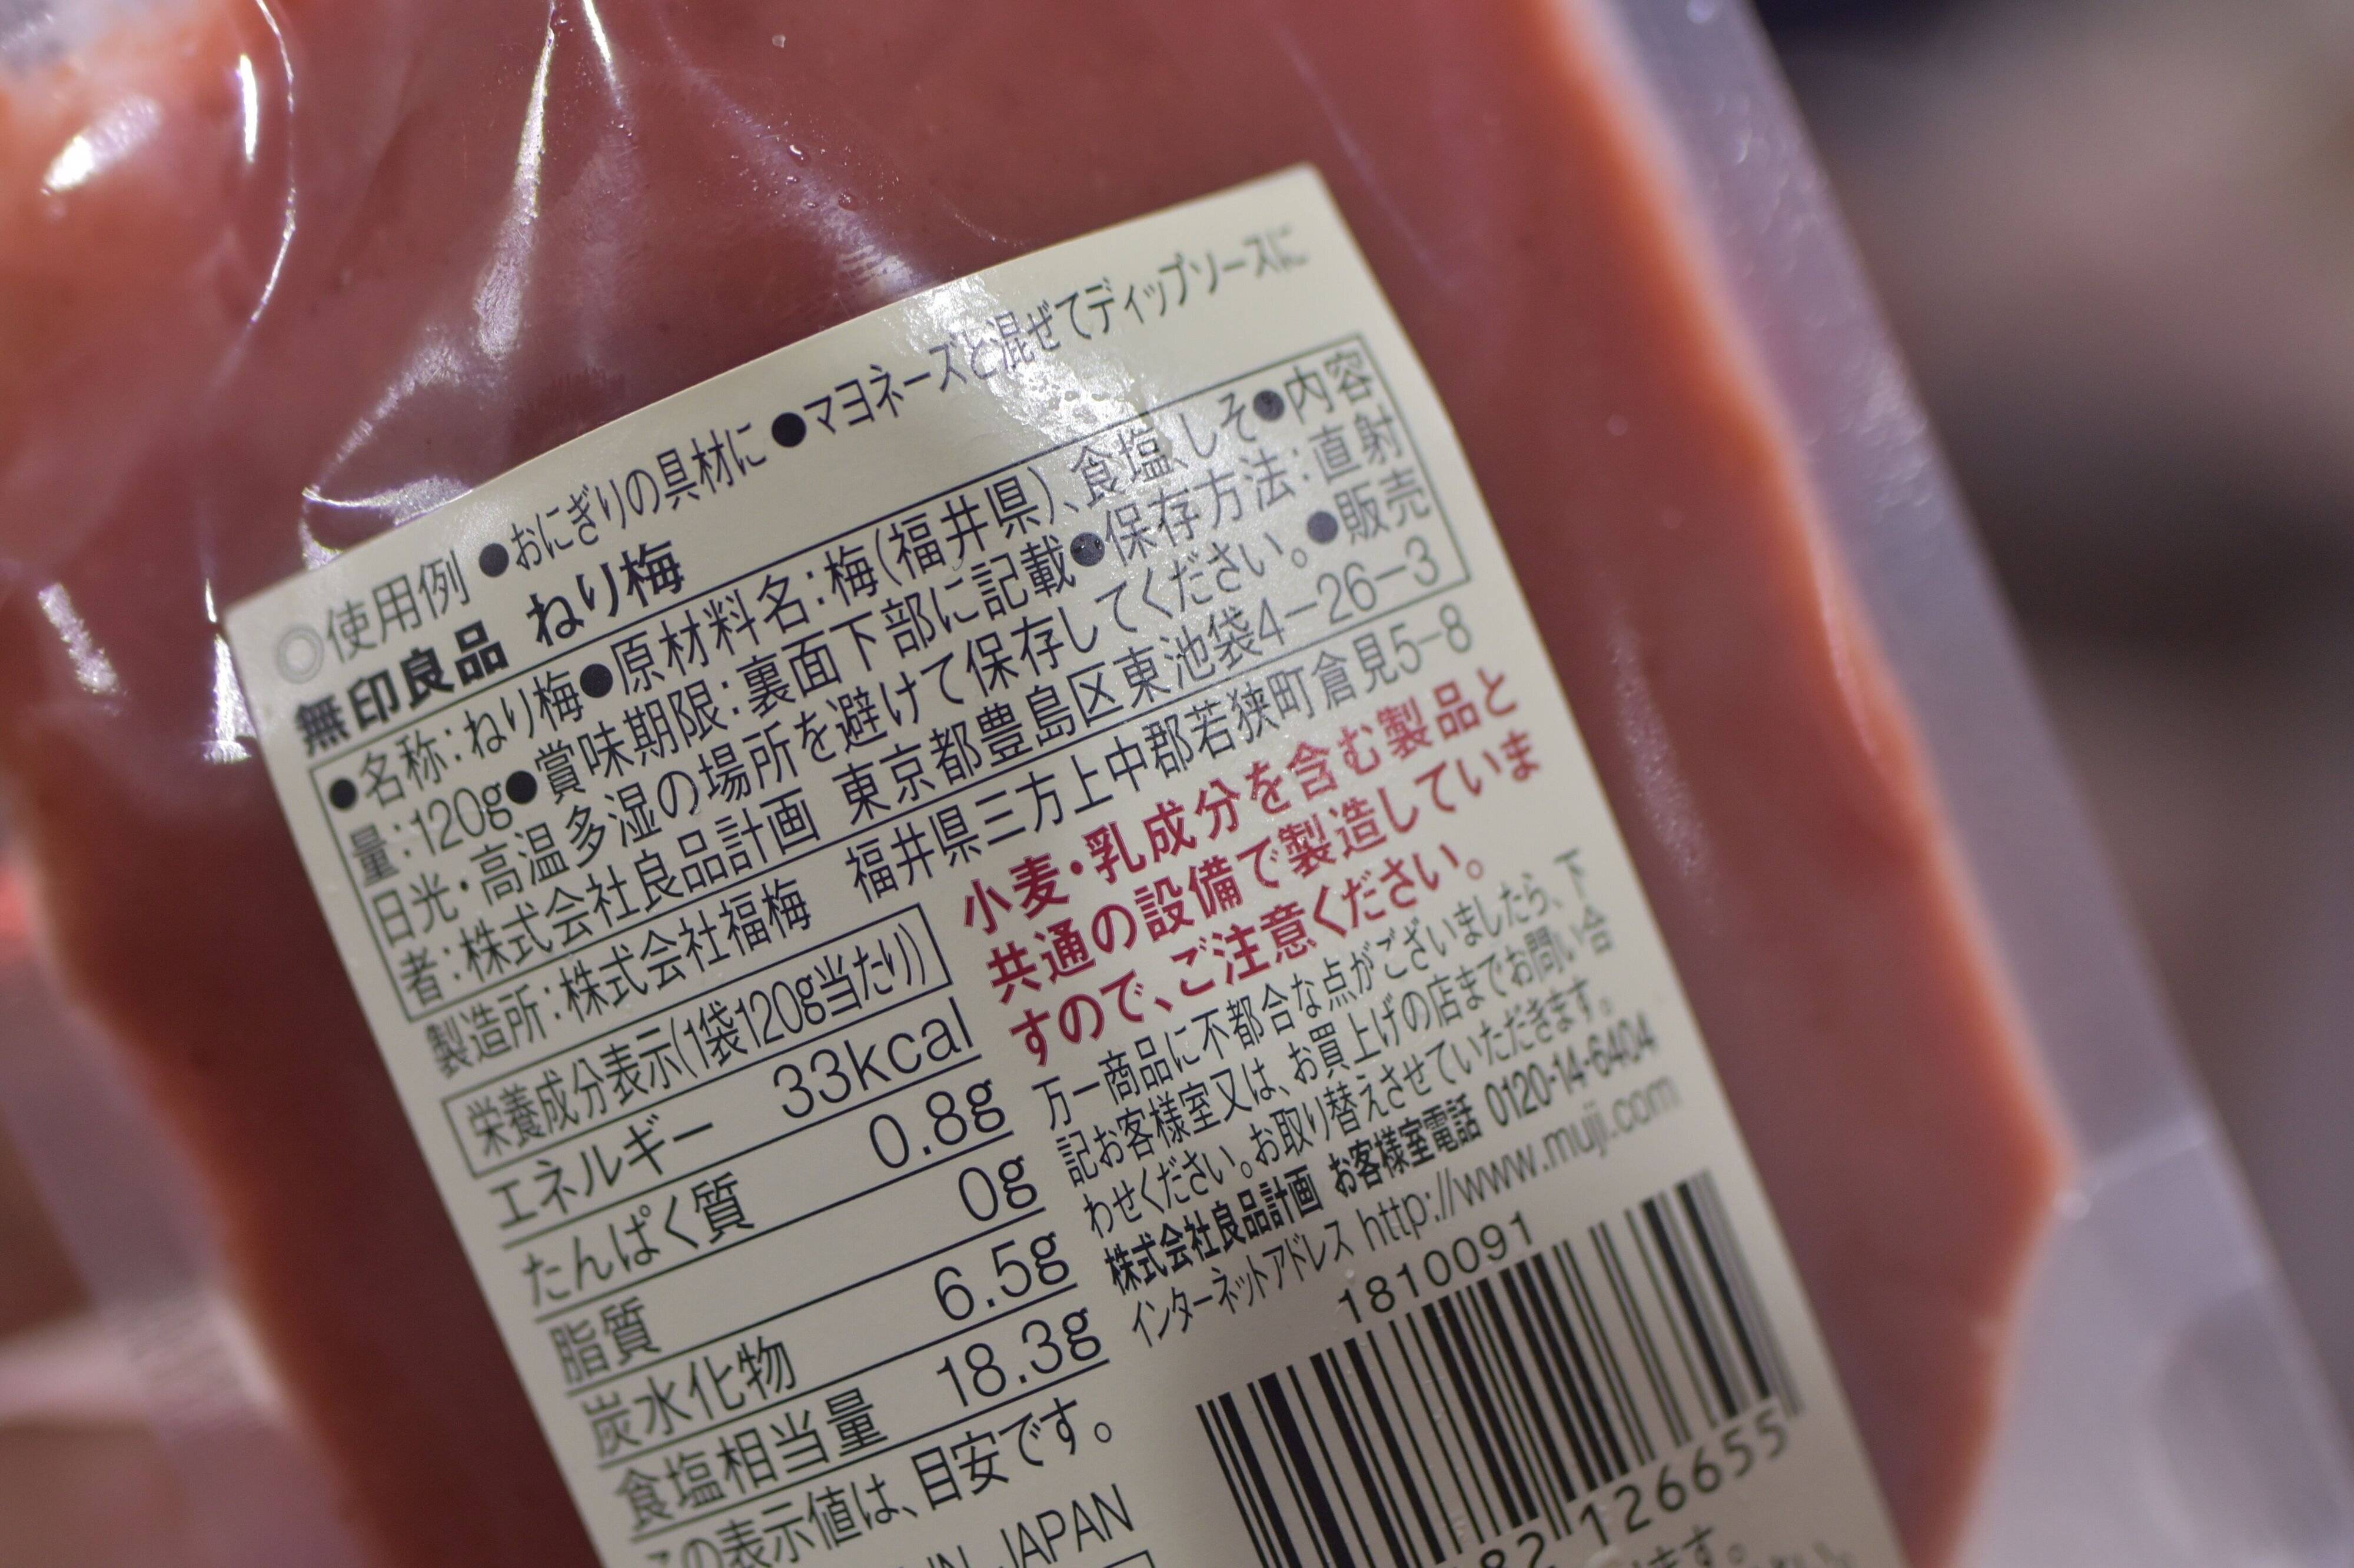 ◎使用例 ●おにぎりの具材に ●マヨネーズと混ぜてディップソースに
無印良品 ねり梅
●名称:ねり梅●原材料名:梅(福井県)、食塩、しそ●内容
量:120g●賞味期限:裏面下部に記載●保存方法:直射
日光・高温多湿の場所を避けて保存してください。●販売
者:株式会社良品計画 東京都豊島区東池袋4-26-3
製造所:株式会社福梅 福井県三方上中郡若狭町倉見5-8
栄養成分表示(1袋120g当たり)
エネルギー 33kcal
たんぱく質 0.8g
脂質 0g
炭水化物 6.5g
食塩相当量 18.3g
この表示値は、目安です。
IN JAPAN
小麦・乳成分を含む製品と
共通の設備で製造していま
すので、ご注意ください。
万一商品に不都合な点がございましたら、下
記お客様室又は、お買上げの店までお問い合
わせください。お取り替えさせていただきます。
株式会社良品計画 お客様室電話 0120-14-6404
インターネットアドレス http://www.muji.com
1810091
82 126655
ます。